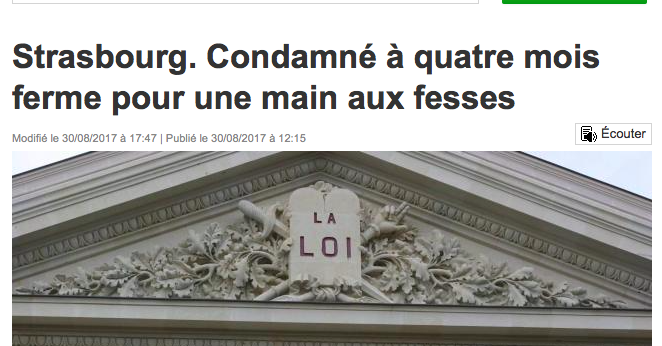 Strasbourg. Condamné à quatre mois
ferme pour une main aux fesses
Modifié le 30/08/2017 à 17:47 | Publié le 30/08/2017 à 12:15
Écouter
LA
LOI